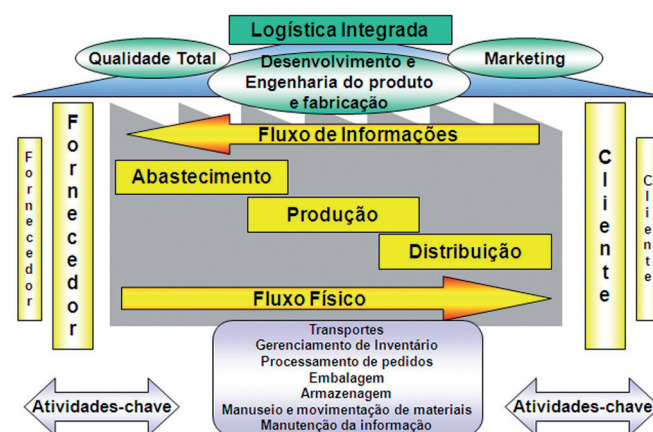 Logística Integrada
Qualidade Total
Desenvolvimento e
Engenharia do produto
e fabricação
Marketing
Fornecedor
Fornecedor
Fluxo de Informações
Abastecimento
Produção
Distribuição
Fluxo Físico
Cliente
Cliente
Transportes
Gerenciamento de Inventário
Processamento de pedidos
Embalagem
Armazenagem
Manuseio e movimentação de materiais
Manutenção da informação
Atividades-chave
Atividades-chave